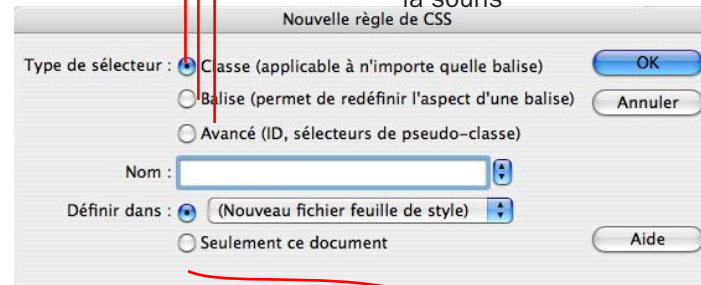 la souris
Nouvelle règle de CSS
Type de sélecteur : Classe (applicable à n'importe quelle balise)
OK
Balise (permet de redéfinir l'aspect d'une balise)
Annuler
Avancé (ID, sélecteurs de pseudo-classe)
Nom :
Définir dans : (Nouveau fichier feuille de style)
Seulement ce document
Aide